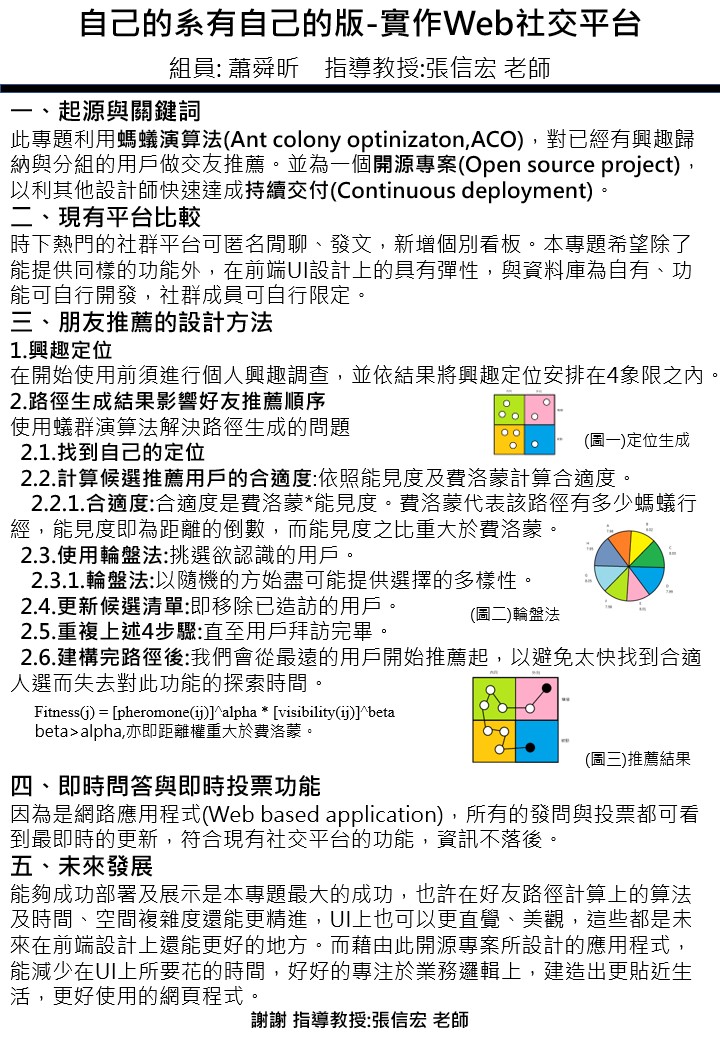 自己的系有自己的版-實作Web社交平台
組員: 蕭舜昕 指導教授:張信宏 老師
一、起源與關鍵詞
此專題利用螞蟻演算法(Ant colony optinizaton,ACO)，對已經有興趣歸
納與分組的用戶做交友推薦。並為一個開源專案(Open source project)，
以利其他設計師快速達成持續交付(Continuous deployment)。
二、現有平台比較
時下熱門的社群平台可匿名閒聊、發文，新增個別看板。本專題希望除了
能提供同樣的功能外，在前端UI設計上的具有彈性，與資料庫為自有、功
能可自行開發，社群成員可自行限定。
三、朋友推薦的設計方法
1.興趣定位
在開始使用前須進行個人興趣調查，並依結果將興趣定位安排在4象限之內。
2.路徑生成結果影響好友推薦順序
使用蟻群演算法解決路徑生成的問題
(圖一)定位生成
2.1.找到自己的定位
2.2.計算候選推薦用戶的合適度:依照能見度及費洛蒙計算合適度。
2.2.1.合適度:合適度是費洛蒙*能見度。費洛蒙代表該路徑有多少螞蟻行
經，能見度即為距離的倒數，而能見度之比重大於費洛蒙。
2.3.使用輪盤法:挑選欲認識的用戶。
2.3.1.輪盤法:以隨機的方始盡可能提供選擇的多樣性。
2.4.更新候選清單:即移除已造訪的用戶。
(圖二)輪盤法
2.5.重複上述4步驟:直至用戶拜訪完畢。
2.6.建構完路徑後:我們會從最遠的用戶開始推薦起，以避免太快找到合適
人選而失去對此功能的探索時間。
Fitness(j) = [pheromone(ij)]^alpha * [visibility(ij)]^beta
beta>alpha,亦即距離權重大於費洛蒙。
(圖三)推薦結果
四、即時問答與即時投票功能
因為是網路應用程式(Web based application)，所有的發問與投票都可看
到最即時的更新，符合現有社交平台的功能，資訊不落後。
五、未來發展
能夠成功部署及展示是本專題最大的成功，也許在好友路徑計算上的算法
及時間、空間複雜度還能更精進，UI上也可以更直覺、美觀，這些都是未
來在前端設計上還能更好的地方。而藉由此開源專案所設計的應用程式，
能減少在UI上所要花的時間，好好的專注於業務邏輯上，建造出更貼近生
活，更好使用的網頁程式。
謝謝 指導教授:張信宏 老師